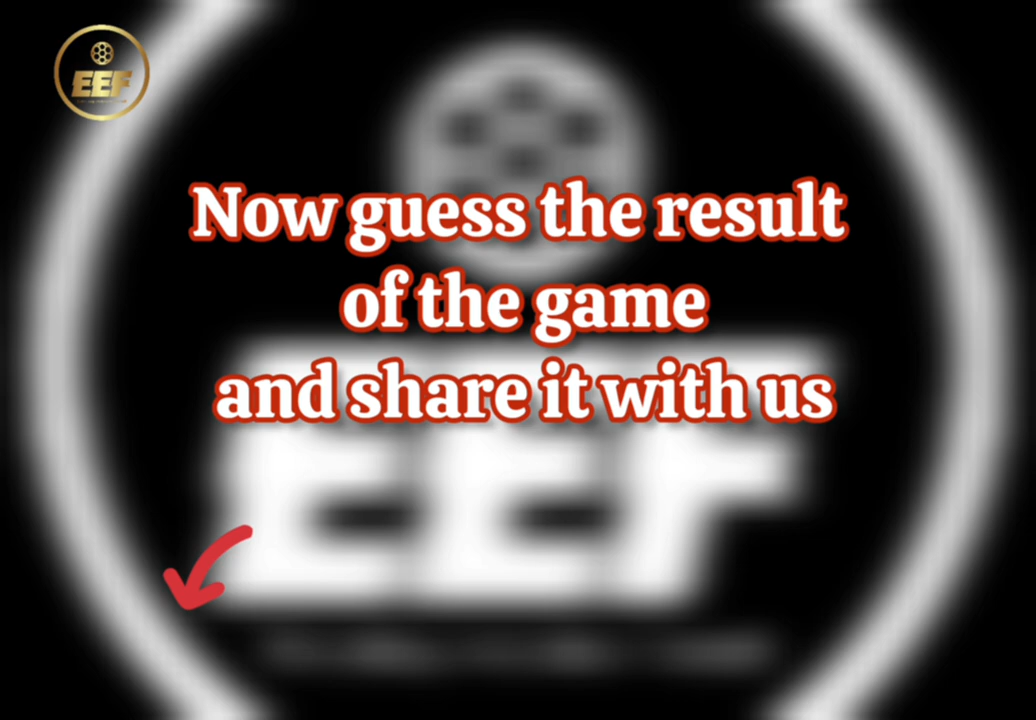 EEF
Now guess the result
of the game
and share it with us
EEF